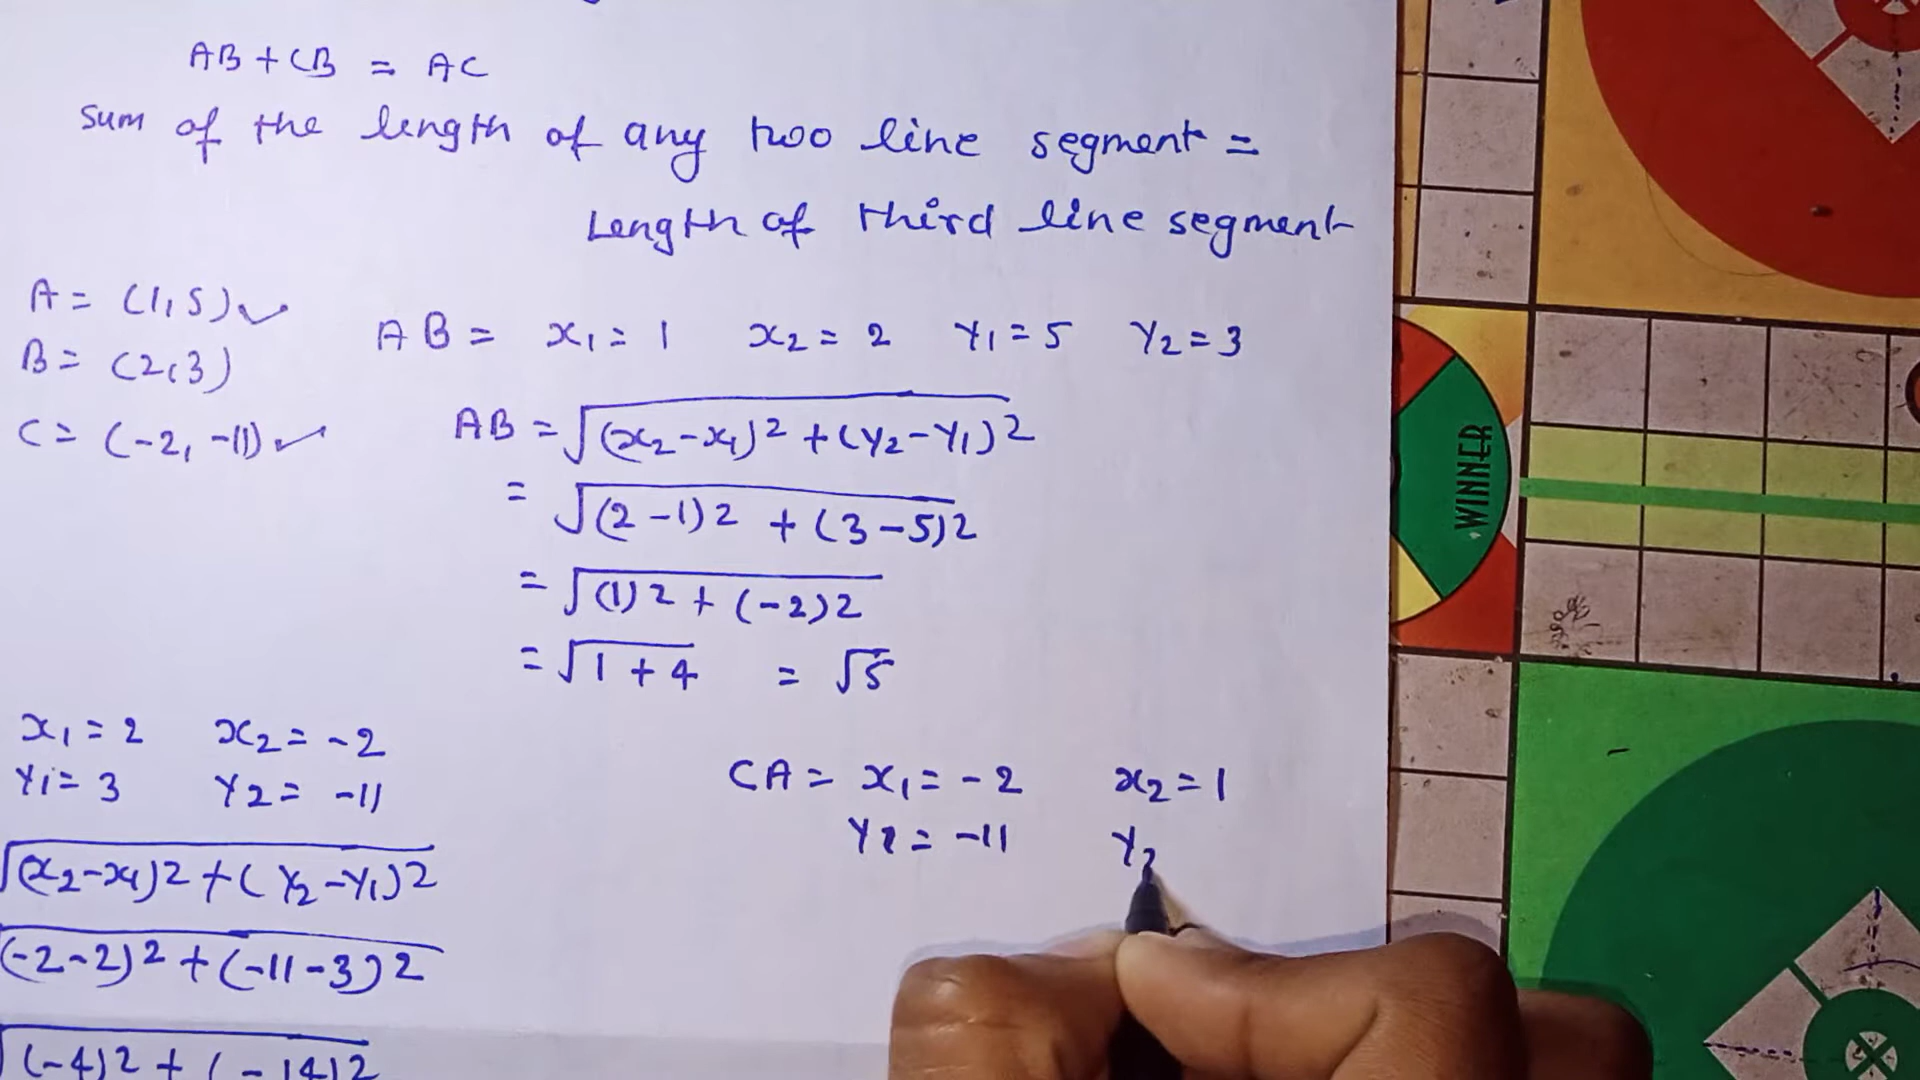 AB + CB = AC
Sum of the length of any two line segment =
Length of third line segment
A = (1,5) ✓
B = (2,3)
C = (-2, -11) ✓
AB = x₁ = 1 x₂ = 2 Y₁ = 5 Y₂ = 3
AB = √(x₂-x₁)2 + (Y₂-Y₁)2
= √(2-1)2 + (3-5)2
= √(1)2 + (-2)2
= √1+4 = √5
x₁ = 2 x₂ = -2
Y₁ = 3 Y₂ = -11
√(x₂-x₁)2 + (Y₂-Y₁)2
(-2-2)2 + (-11-3)2
√(-4)2 + (-14)2
CA = x₁ = -2 x₂ = 1
Y₁ = -11 Y₂
WINNER